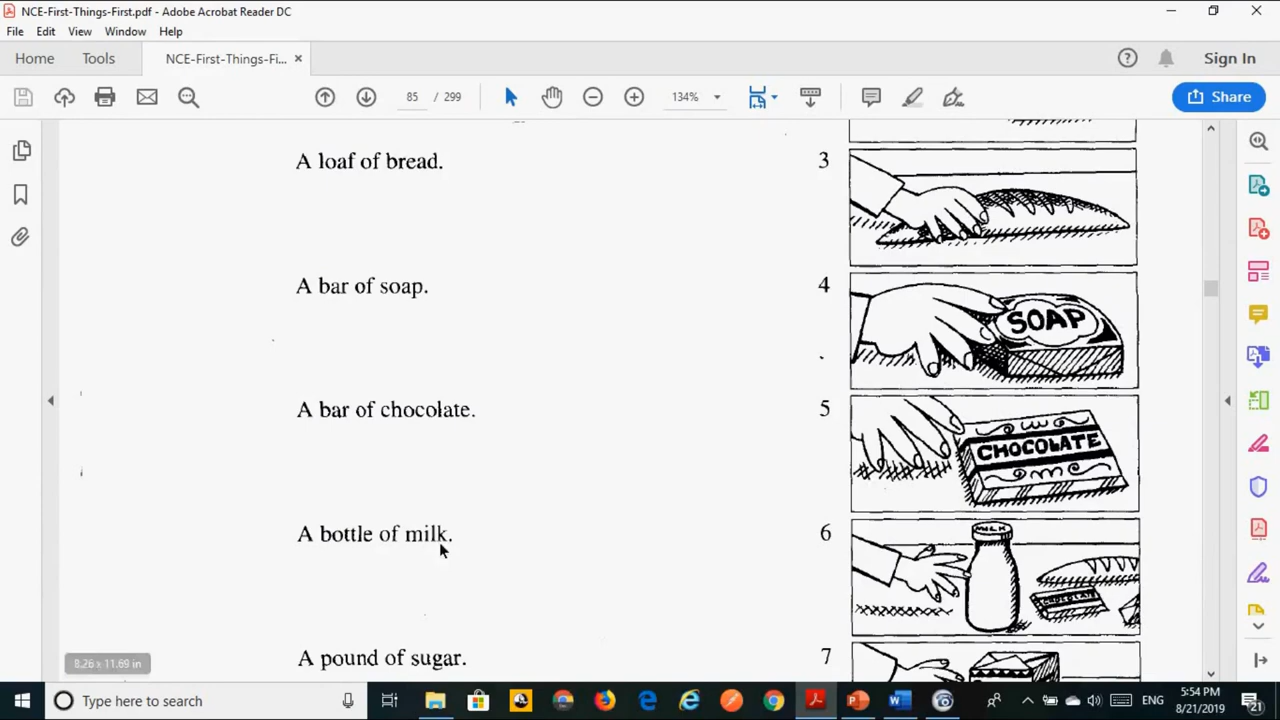 NCE-First-Things-First.pdf - Adobe Acrobat Reader DC
File Edit View Window Help
Home Tools NCE-First-Things-Fi... × Sign In
85 / 299 134% Share
A loaf of bread. 3
A bar of soap. 4
SOAP
A bar of chocolate. 5
CHOCOLATE
A bottle of milk. 6
MILK
CHOCOLATE
A pound of sugar. 7
8.26 x 11.69 in
Type here to search ENG 5:54 PM
8/21/2019 21